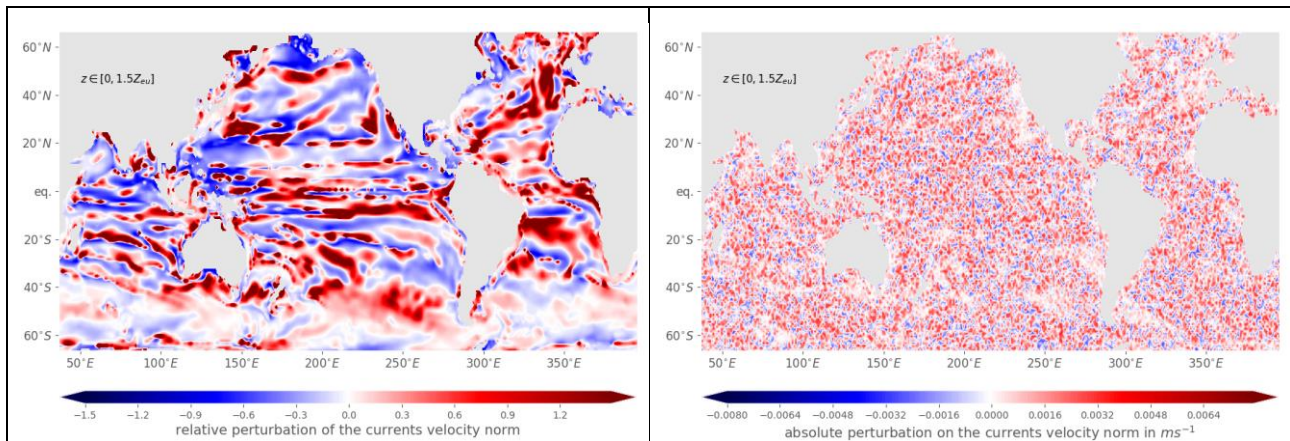 60°N
40°N
20°N
eq.
20°S
40°S
60°S
z ∈ [0, 1.5Z_{eu}]
50°E 100°E 150°E 200°E 250°E 300°E 350°E
−1.5 −1.2 −0.9 −0.6 −0.3 0.0 0.3 0.6 0.9 1.2
relative perturbation of the currents velocity norm
60°N
40°N
20°N
eq.
20°S
40°S
60°S
z ∈ [0, 1.5Z_{eu}]
50°E 100°E 150°E 200°E 250°E 300°E 350°E
−0.0080 −0.0064 −0.0048 −0.0032 −0.0016 0.0000 0.0016 0.0032 0.0048 0.0064
absolute perturbation on the currents velocity norm in ms⁻¹